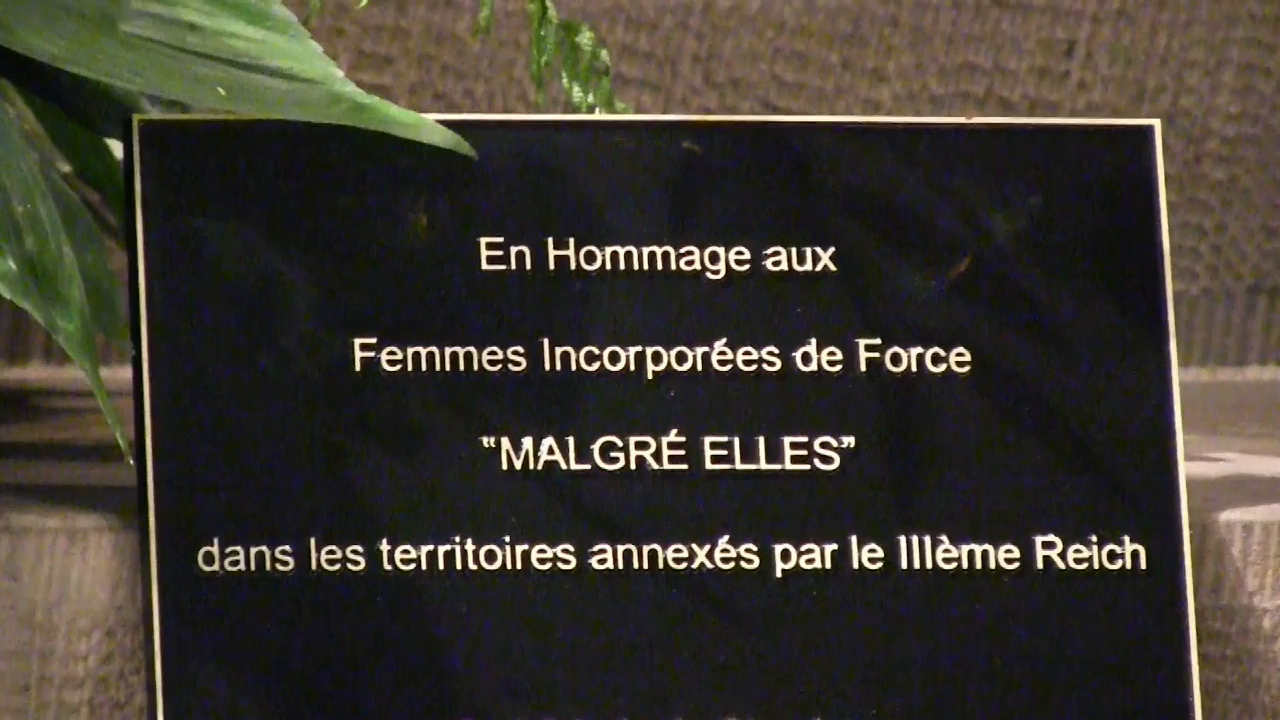 En Hommage aux
Femmes Incorporées de Force
“MALGRÉ ELLES”
dans les territoires annexés par le IIIème Reich